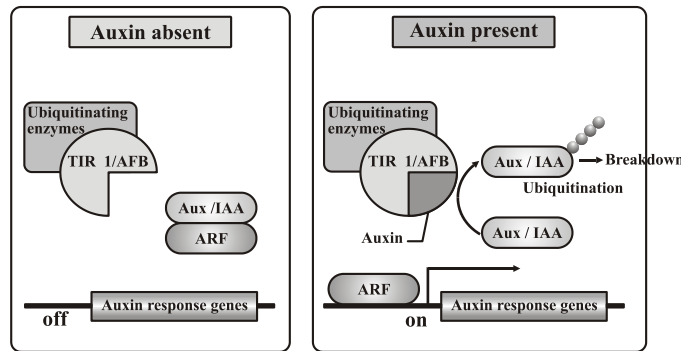 Auxin absent
Ubiquitinating
enzymes
TIR 1/AFB
Aux /IAA
ARF
Auxin response genes
off
Auxin present
Ubiquitinating
enzymes
TIR 1/AFB
Aux / IAA
Breakdown
Ubiquitination
Auxin
Aux / IAA
ARF
Auxin response genes
on